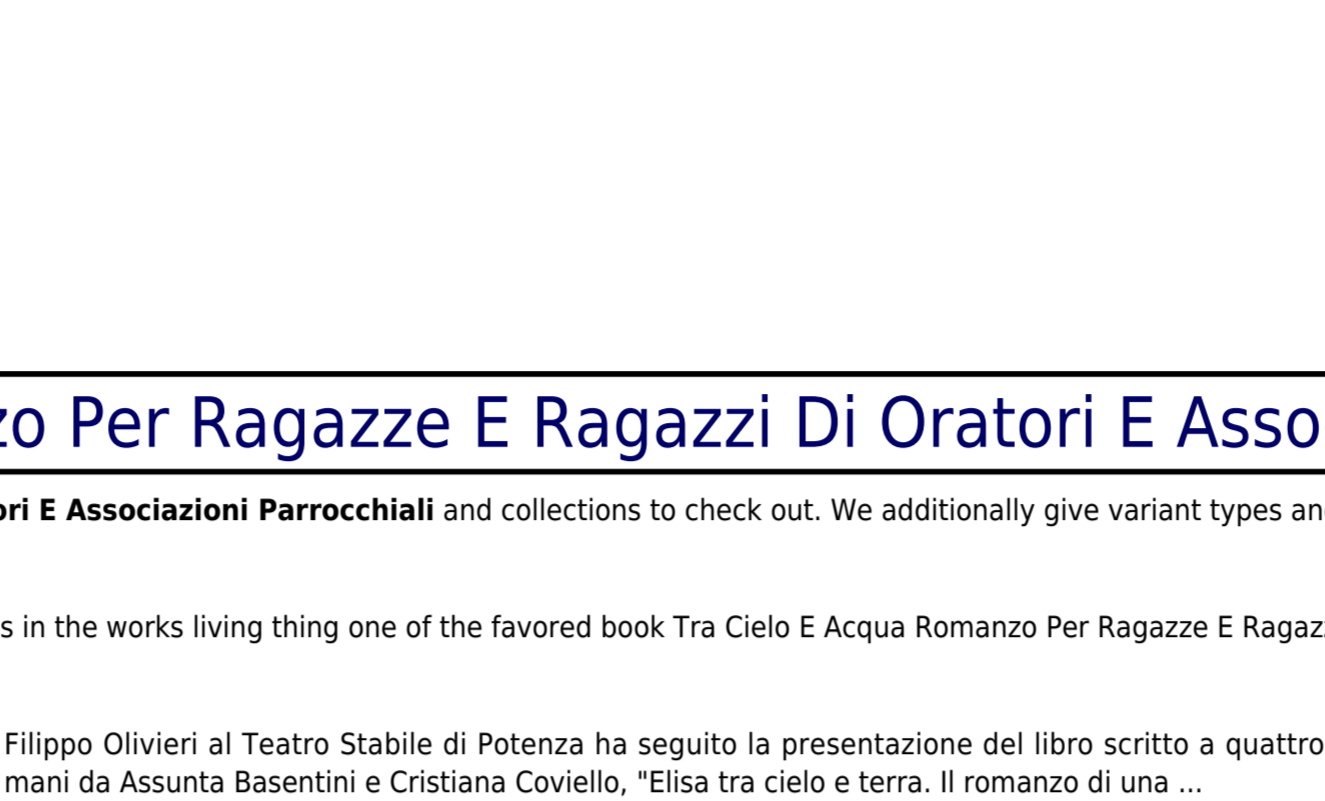 zo Per Ragazze E Ragazzi Di Oratori E Asso
ori E Associazioni Parrocchiali and collections to check out. We additionally give variant types an
s in the works living thing one of the favored book Tra Cielo E Acqua Romanzo Per Ragazze E Ragaz
Filippo Olivieri al Teatro Stabile di Potenza ha seguito la presentazione del libro scritto a quattro
mani da Assunta Basentini e Cristiana Coviello, "Elisa tra cielo e terra. Il romanzo di una ...